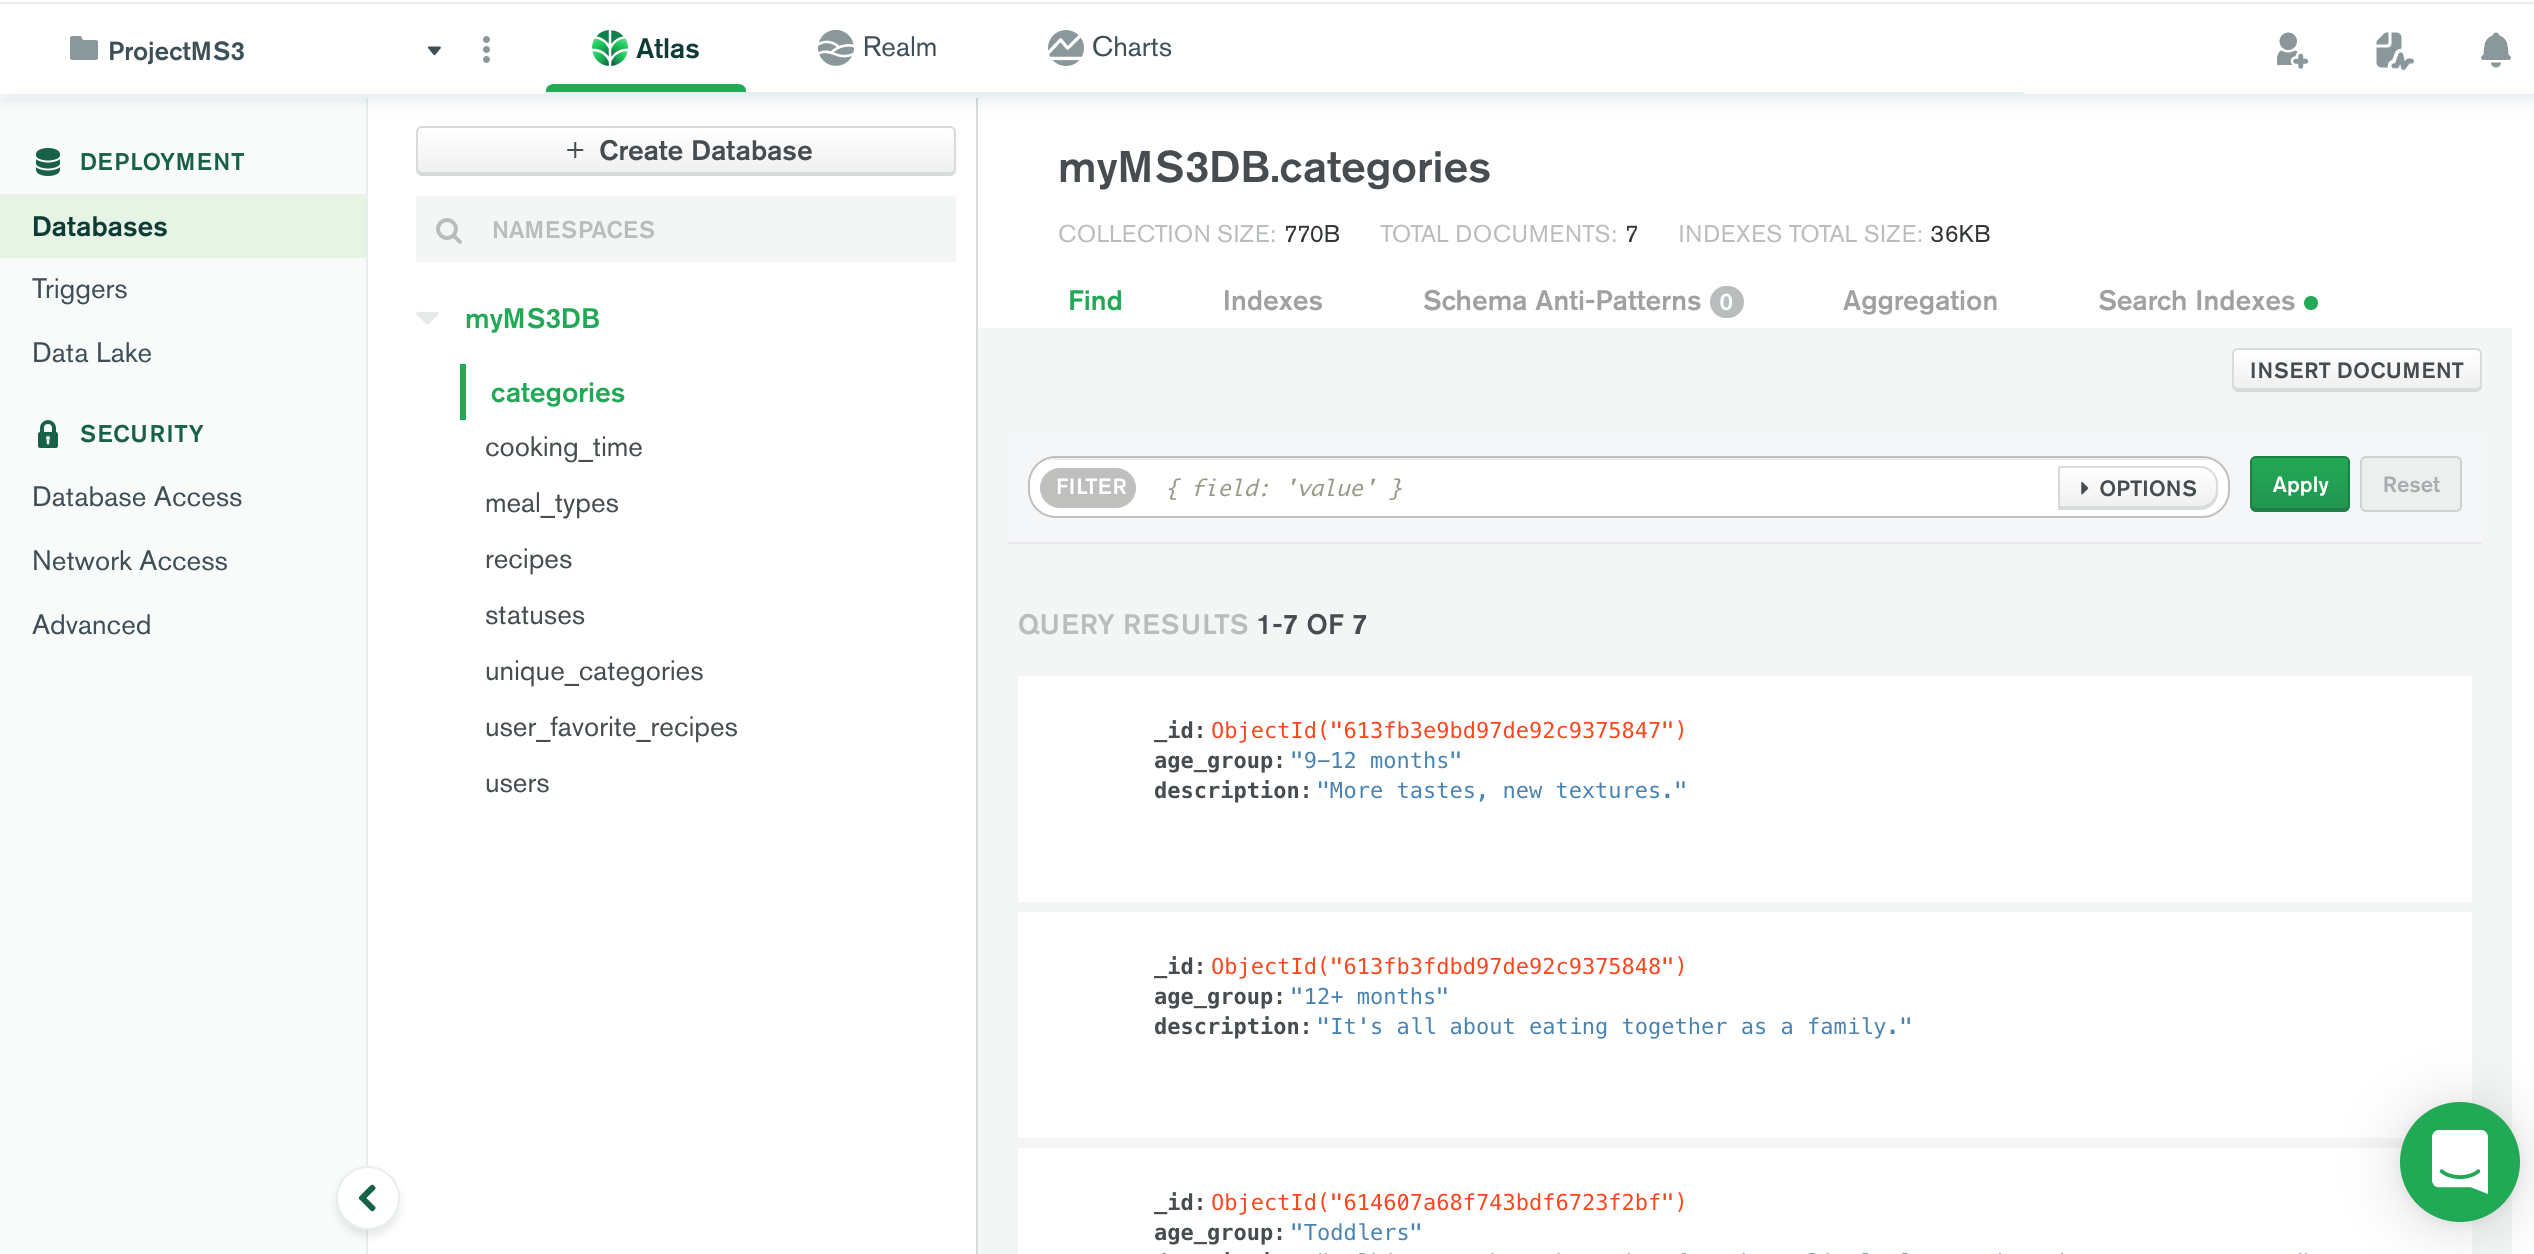 ProjectMS3
Atlas
Realm
Charts
DEPLOYMENT
Databases
Triggers
Data Lake
SECURITY
Database Access
Network Access
Advanced
+ Create Database
NAMESPACES
myMS3DB
categories
cooking_time
meal_types
recipes
statuses
unique_categories
user_favorite_recipes
users
myMS3DB.categories
COLLECTION SIZE: 770B TOTAL DOCUMENTS: 7 INDEXES TOTAL SIZE: 36KB
Find Indexes Schema Anti-Patterns 0 Aggregation Search Indexes
INSERT DOCUMENT
FILTER { field: 'value' } OPTIONS Apply Reset
QUERY RESULTS 1-7 OF 7
_id: ObjectId("613fb3e9bd97de92c9375847")
age_group: "9-12 months"
description: "More tastes, new textures."
_id: ObjectId("613fb3fdbd97de92c9375848")
age_group: "12+ months"
description: "It's all about eating together as a family."
_id: ObjectId("614607a68f743bdf6723f2bf")
age_group: "Toddlers"